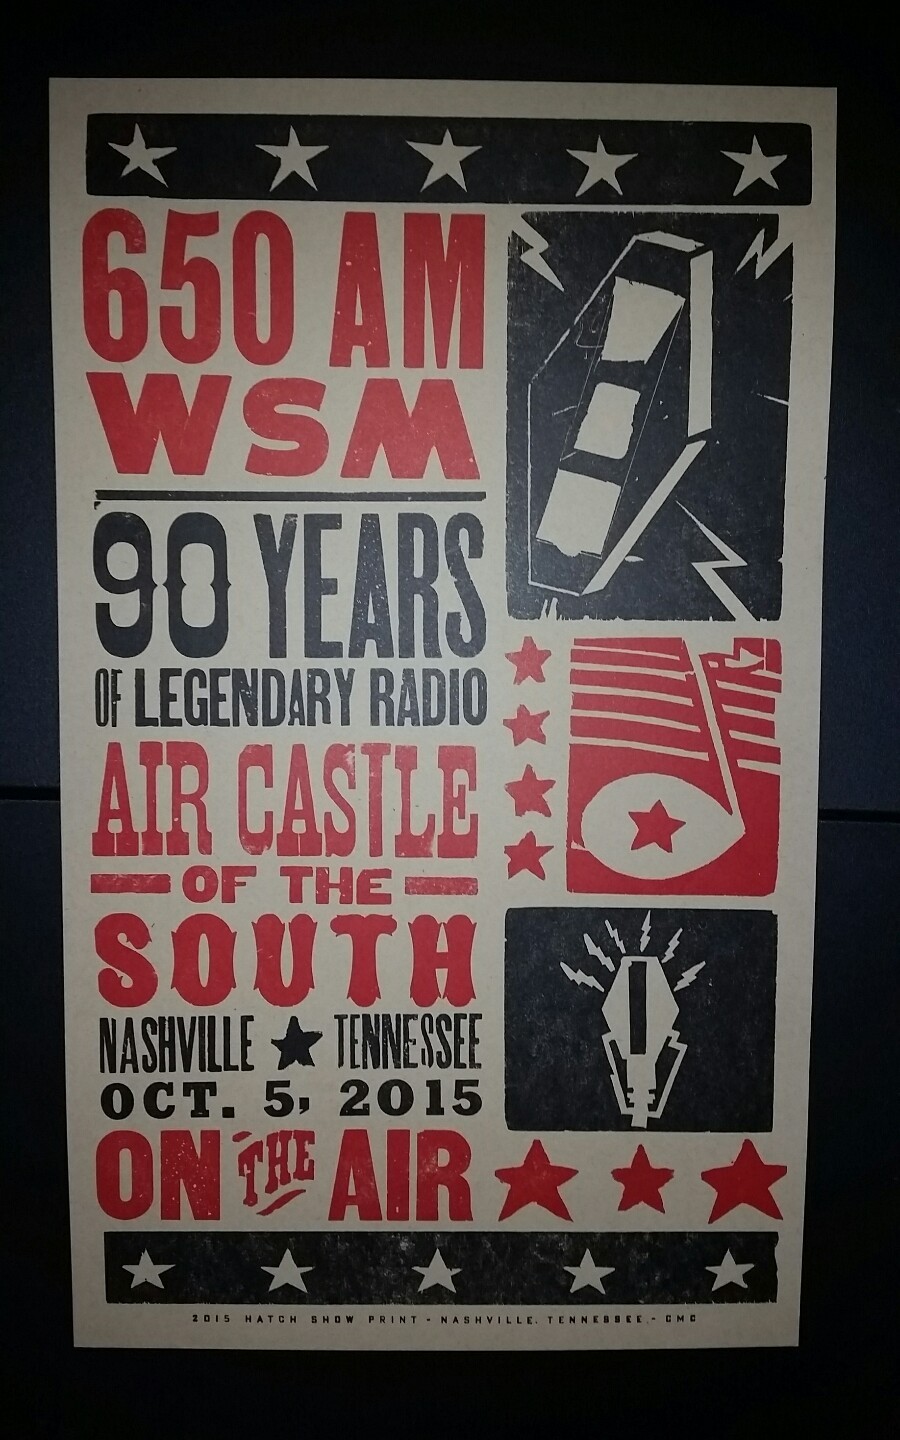 650 AM
WSM
90 YEARS
OF LEGENDARY RADIO
AIR CASTLE
OF THE
SOUTH
NASHVILLE ★ TENNESSEE
OCT. 5, 2015
ON THE AIR
2015 HATCH SHOW PRINT - NASHVILLE, TENNESSEE - CMC